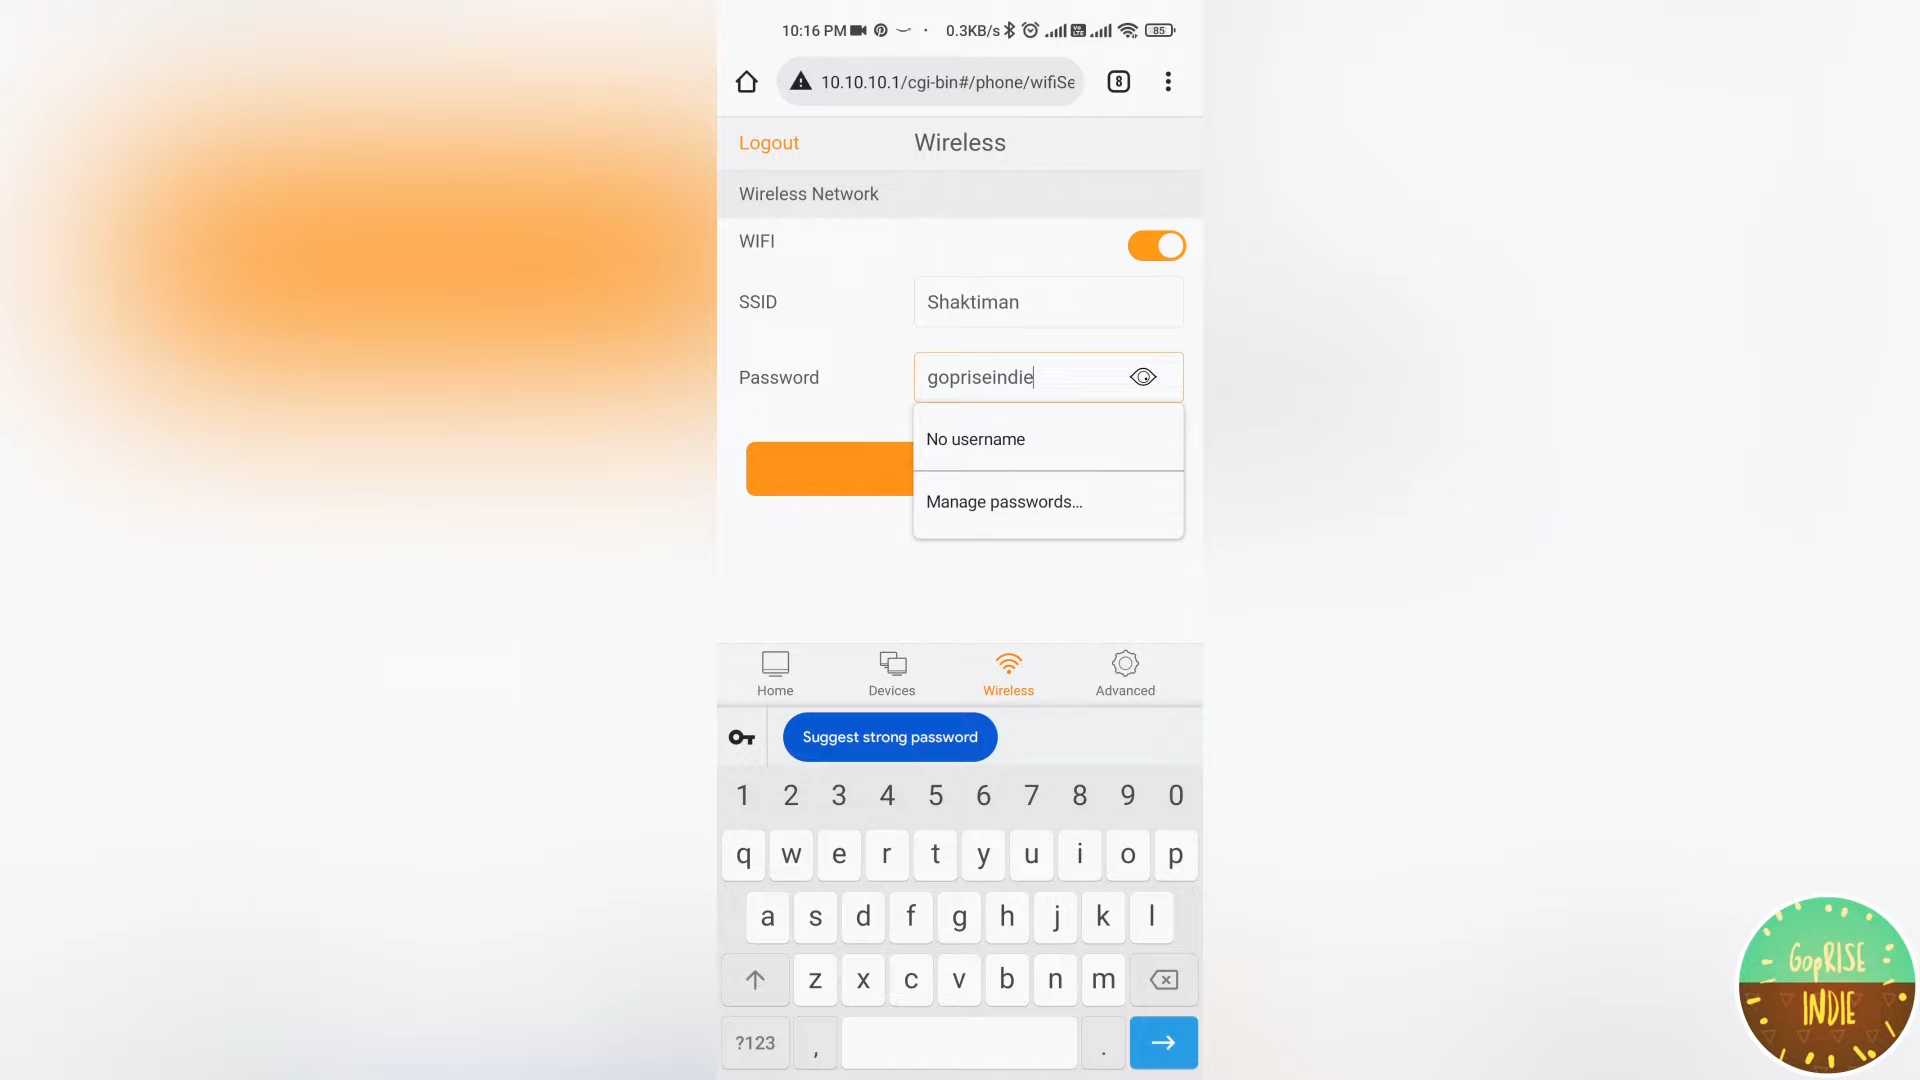 10:16 PM 0.3KB/s 85
10.10.10.1/cgi-bin#/phone/wifiSe
8
Logout Wireless
Wireless Network
WIFI
SSID Shaktiman
Password gopriseindie
No username
Manage passwords...
Home Devices Wireless Advanced
Suggest strong password
1 2 3 4 5 6 7 8 9 0
q w e r t y u i o p
a s d f g h j k l
z x c v b n m
?123 , .
GopRISE
INDIE